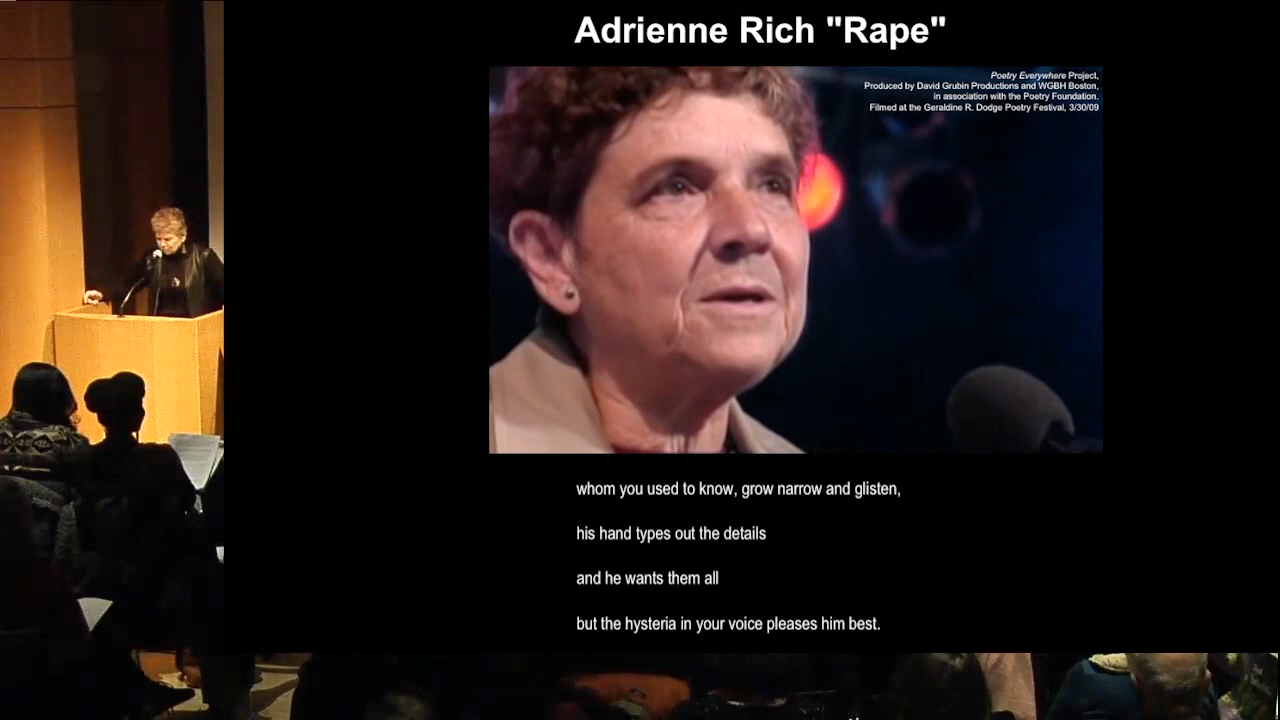 Adrienne Rich "Rape"
Poetry Everywhere Project,
Produced by David Grubin Productions and WGBH Boston,
in association with the Poetry Foundation.
Filmed at the Geraldine R. Dodge Poetry Festival, 3/30/09
whom you used to know, grow narrow and glisten,
his hand types out the details
and he wants them all
but the hysteria in your voice pleases him best.